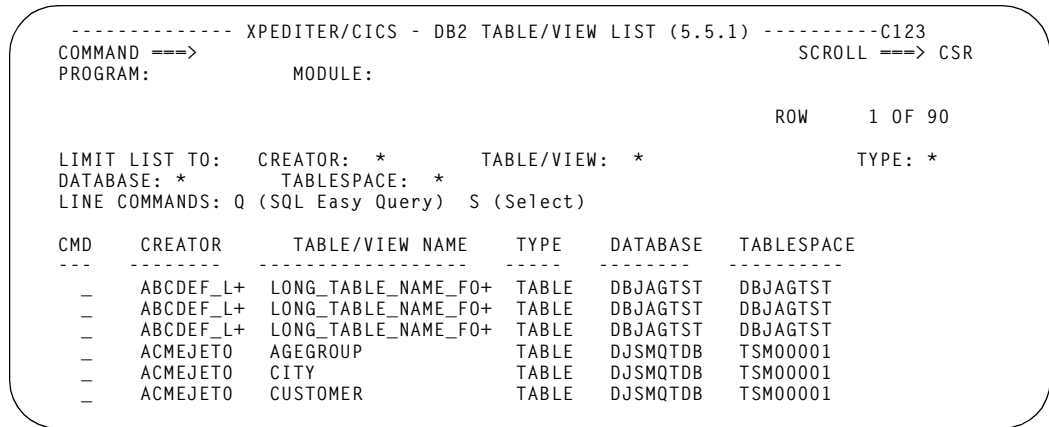 -------------- XPEDITER/CICS - DB2 TABLE/VIEW LIST (5.5.1) ----------C123
COMMAND ===> SCROLL ===> CSR
PROGRAM: MODULE:
ROW 1 OF 90
LIMIT LIST TO: CREATOR: * TABLE/VIEW: * TYPE: *
DATABASE: * TABLESPACE: *
LINE COMMANDS: Q (SQL Easy Query) S (Select)
CMD CREATOR TABLE/VIEW NAME TYPE DATABASE TABLESPACE
--- -------- ------------------ ----- -------- ----------
_ ABCDEF_L+ LONG_TABLE_NAME_FO+ TABLE DBJAGTST DBJAGTST
_ ABCDEF_L+ LONG_TABLE_NAME_FO+ TABLE DBJAGTST DBJAGTST
_ ABCDEF_L+ LONG_TABLE_NAME_FO+ TABLE DBJAGTST DBJAGTST
_ ACMEJET0 AGEGROUP TABLE DJSMQTDB TSM00001
_ ACMEJET0 CITY TABLE DJSMQTDB TSM00001
_ ACMEJET0 CUSTOMER TABLE DJSMQTDB TSM00001